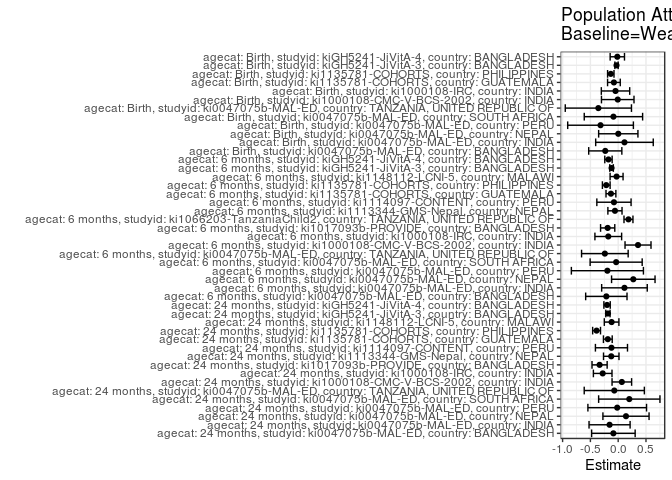 Population Att
Baseline=Wea
agecat: Birth, studyid: kiGH5241-JiVitA-4, country: BANGLADESH
agecat: Birth, studyid: kiGH5241-JiVitA-3, country: BANGLADESH
agecat: Birth, studyid: ki1135781-COHORTS, country: PHILIPPINES
agecat: Birth, studyid: ki1135781-COHORTS, country: GUATEMALA
agecat: Birth, studyid: ki1000108-IRC, country: INDIA
agecat: Birth, studyid: ki1000108-CMC-V-BCS-2002, country: INDIA
agecat: Birth, studyid: ki0047075b-MAL-ED, country: TANZANIA, UNITED REPUBLIC OF
agecat: Birth, studyid: ki0047075b-MAL-ED, country: SOUTH AFRICA
agecat: Birth, studyid: ki0047075b-MAL-ED, country: PERU
agecat: Birth, studyid: ki0047075b-MAL-ED, country: NEPAL
agecat: Birth, studyid: ki0047075b-MAL-ED, country: INDIA
agecat: Birth, studyid: ki0047075b-MAL-ED, country: BANGLADESH
agecat: 6 months, studyid: kiGH5241-JiVitA-4, country: BANGLADESH
agecat: 6 months, studyid: kiGH5241-JiVitA-3, country: BANGLADESH
agecat: 6 months, studyid: ki1148112-LCNI-5, country: MALAWI
agecat: 6 months, studyid: ki1135781-COHORTS, country: PHILIPPINES
agecat: 6 months, studyid: ki1135781-COHORTS, country: GUATEMALA
agecat: 6 months, studyid: ki1114097-CONTENT, country: PERU
agecat: 6 months, studyid: ki1113344-GMS-Nepal, country: NEPAL
agecat: 6 months, studyid: ki1066203-TanzaniaChild2, country: TANZANIA, UNITED REPUBLIC OF
agecat: 6 months, studyid: ki1017093b-PROVIDE, country: BANGLADESH
agecat: 6 months, studyid: ki1000108-IRC, country: INDIA
agecat: 6 months, studyid: ki1000108-CMC-V-BCS-2002, country: INDIA
agecat: 6 months, studyid: ki0047075b-MAL-ED, country: TANZANIA, UNITED REPUBLIC OF
agecat: 6 months, studyid: ki0047075b-MAL-ED, country: SOUTH AFRICA
agecat: 6 months, studyid: ki0047075b-MAL-ED, country: PERU
agecat: 6 months, studyid: ki0047075b-MAL-ED, country: NEPAL
agecat: 6 months, studyid: ki0047075b-MAL-ED, country: INDIA
agecat: 6 months, studyid: ki0047075b-MAL-ED, country: BANGLADESH
agecat: 24 months, studyid: kiGH5241-JiVitA-4, country: BANGLADESH
agecat: 24 months, studyid: kiGH5241-JiVitA-3, country: BANGLADESH
agecat: 24 months, studyid: ki1148112-LCNI-5, country: MALAWI
agecat: 24 months, studyid: ki1135781-COHORTS, country: PHILIPPINES
agecat: 24 months, studyid: ki1135781-COHORTS, country: GUATEMALA
agecat: 24 months, studyid: ki1114097-CONTENT, country: PERU
agecat: 24 months, studyid: ki1113344-GMS-Nepal, country: NEPAL
agecat: 24 months, studyid: ki1017093b-PROVIDE, country: BANGLADESH
agecat: 24 months, studyid: ki1000108-IRC, country: INDIA
agecat: 24 months, studyid: ki1000108-CMC-V-BCS-2002, country: INDIA
agecat: 24 months, studyid: ki0047075b-MAL-ED, country: TANZANIA, UNITED REPUBLIC OF
agecat: 24 months, studyid: ki0047075b-MAL-ED, country: SOUTH AFRICA
agecat: 24 months, studyid: ki0047075b-MAL-ED, country: PERU
agecat: 24 months, studyid: ki0047075b-MAL-ED, country: NEPAL
agecat: 24 months, studyid: ki0047075b-MAL-ED, country: INDIA
agecat: 24 months, studyid: ki0047075b-MAL-ED, country: BANGLADESH
-1.0 -0.5 0.0 0.5
Estimate